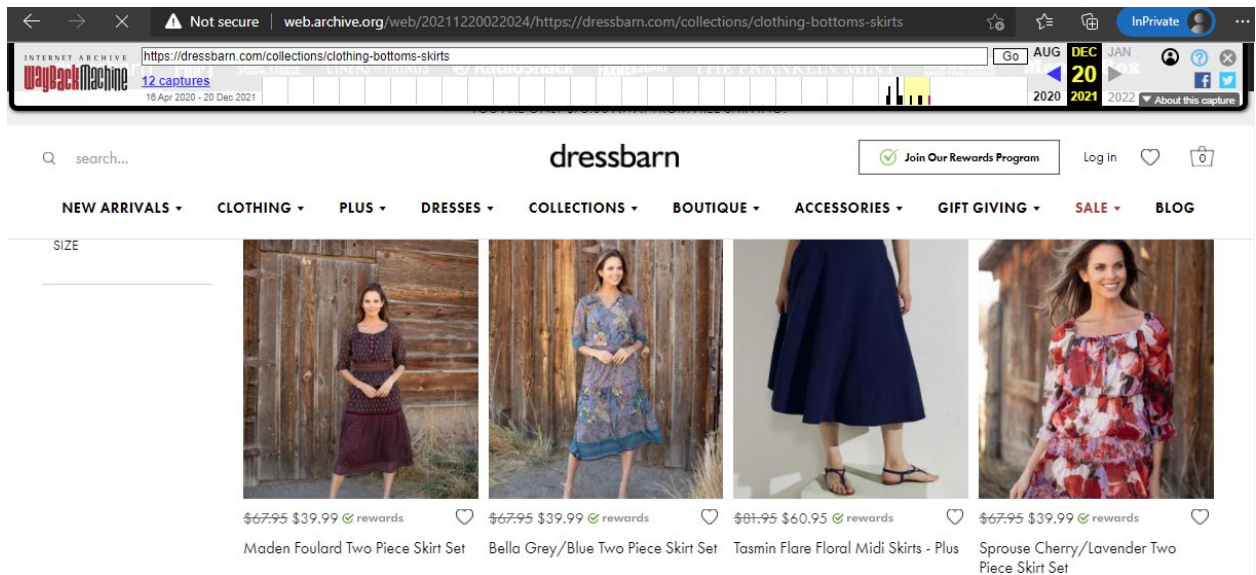 Not secure | web.archive.org/web/20211220022024/https://dressbarn.com/collections/clothing-bottoms-skirts
InPrivate
INTERNET ARCHIVE
WayBackMachine
https://dressbarn.com/collections/clothing-bottoms-skirts
Go
AUG DEC JAN
12 captures
20
16 Apr 2020 - 20 Dec 2021
2020 2021 2022
About this capture
search...
dressbarn
Join Our Rewards Program
Log in
0
NEW ARRIVALS CLOTHING PLUS DRESSES COLLECTIONS BOUTIQUE ACCESSORIES GIFT GIVING SALE BLOG
SIZE
$67.95 $39.99 rewards
Maden Foulard Two Piece Skirt Set
$67.95 $39.99 rewards
Bella Grey/Blue Two Piece Skirt Set
$81.95 $60.95 rewards
Tasmin Flare Floral Midi Skirts - Plus
$67.95 $39.99 rewards
Sprouse Cherry/Lavender Two
Piece Skirt Set